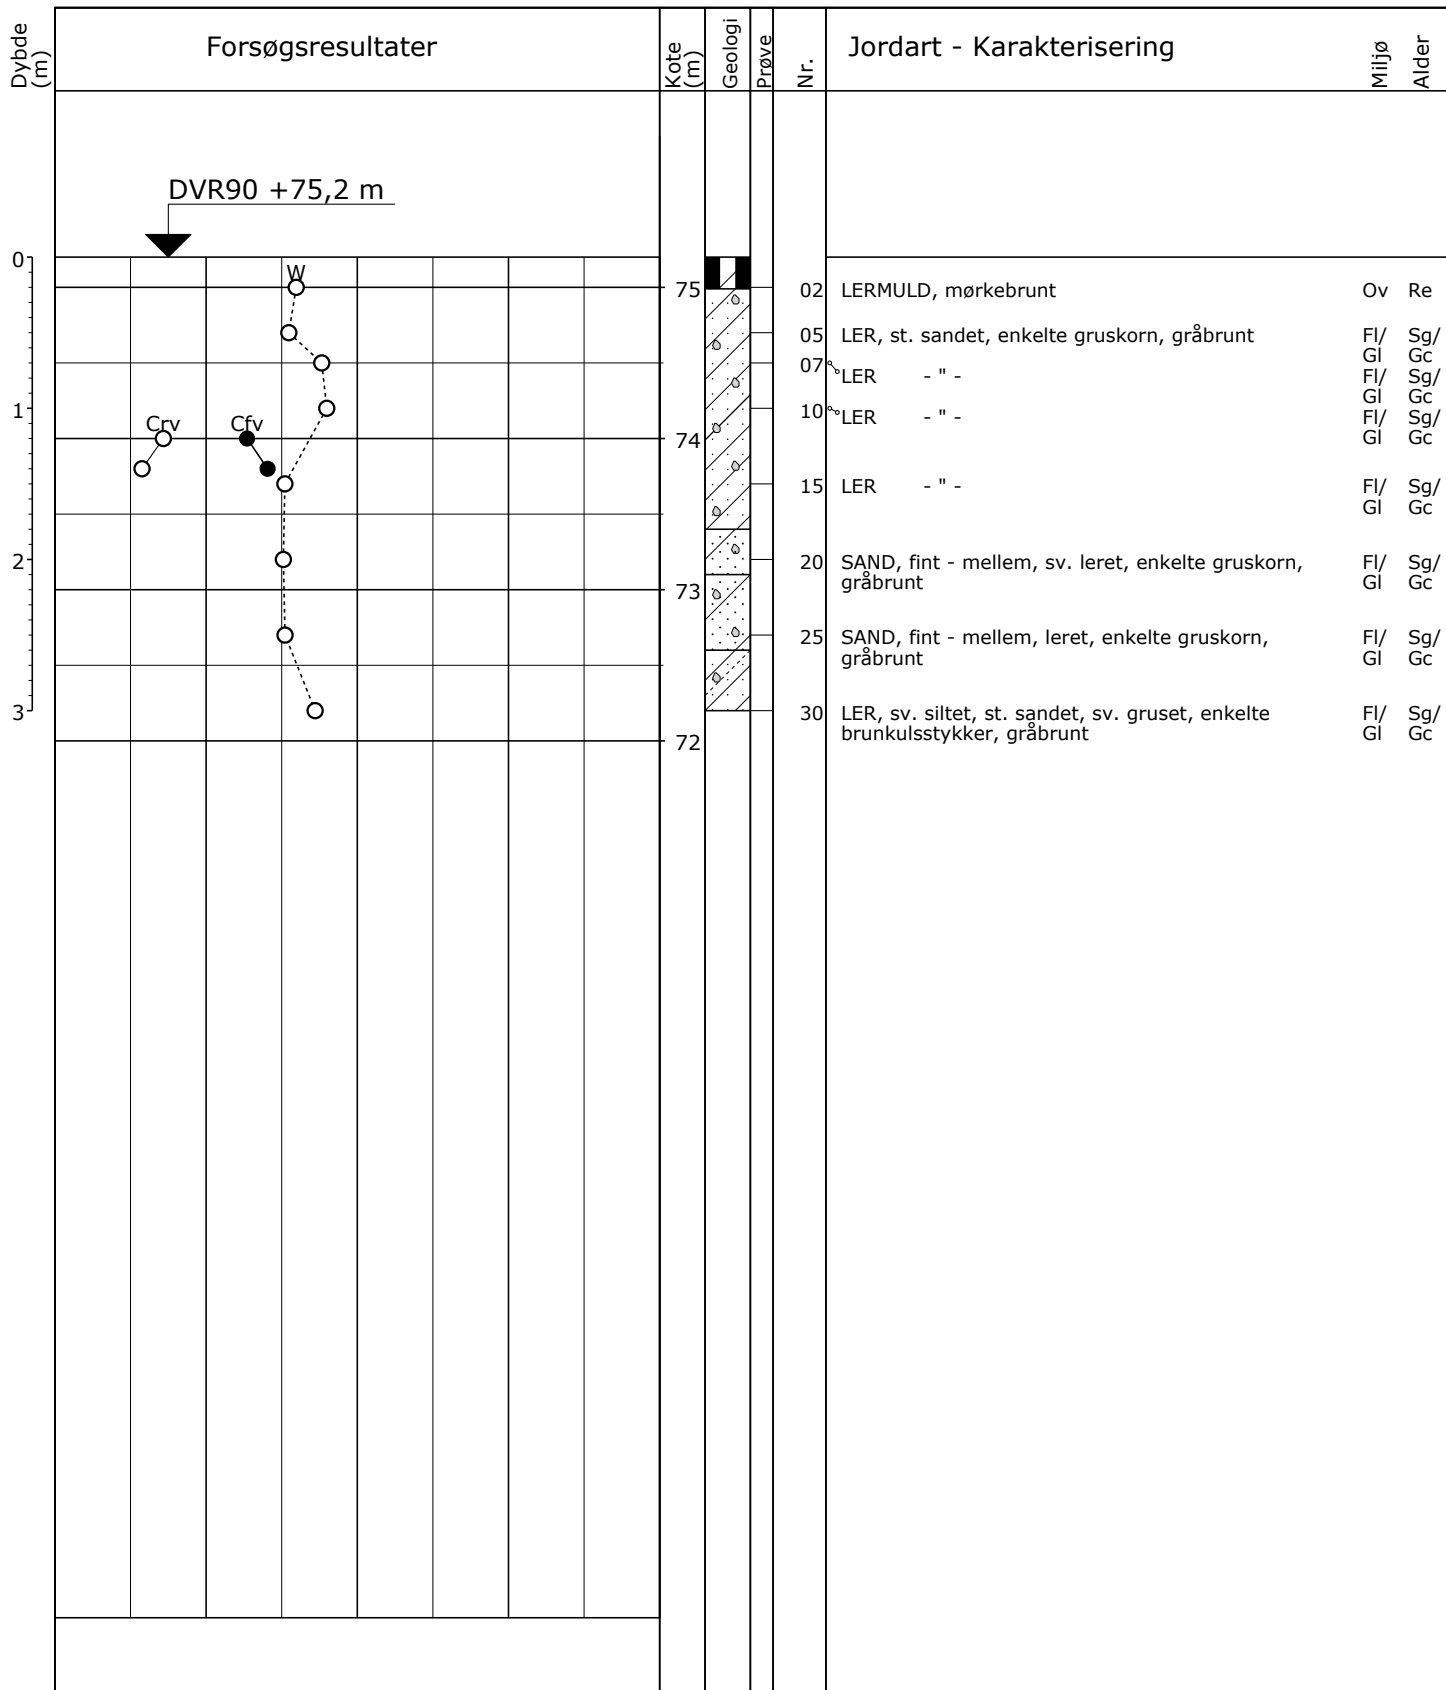 Dybde (m)
Forsøgsresultater
Kote (m)
Geologi
Prøve
Nr.
Jordart - Karakterisering
Miljø
Alder
DVR90 +75,2 m
0
W
75
02 LERMULD, mørkebrunt Ov Re
05 LER, st. sandet, enkelte gruskorn, gråbrunt Fl/ Sg/
Gl Gc
07 LER - " - Fl/ Sg/
Gl Gc
1
10 LER - " - Fl/ Sg/
Gl Gc
Crv Cfv
74
15 LER - " - Fl/ Sg/
Gl Gc
2
20 SAND, fint - mellem, sv. leret, enkelte gruskorn, Fl/ Sg/
gråbrunt Gl Gc
73
25 SAND, fint - mellem, leret, enkelte gruskorn, Fl/ Sg/
gråbrunt Gl Gc
3
30 LER, sv. siltet, st. sandet, sv. gruset, enkelte Fl/ Sg/
brunkulsstykker, gråbrunt Gl Gc
72